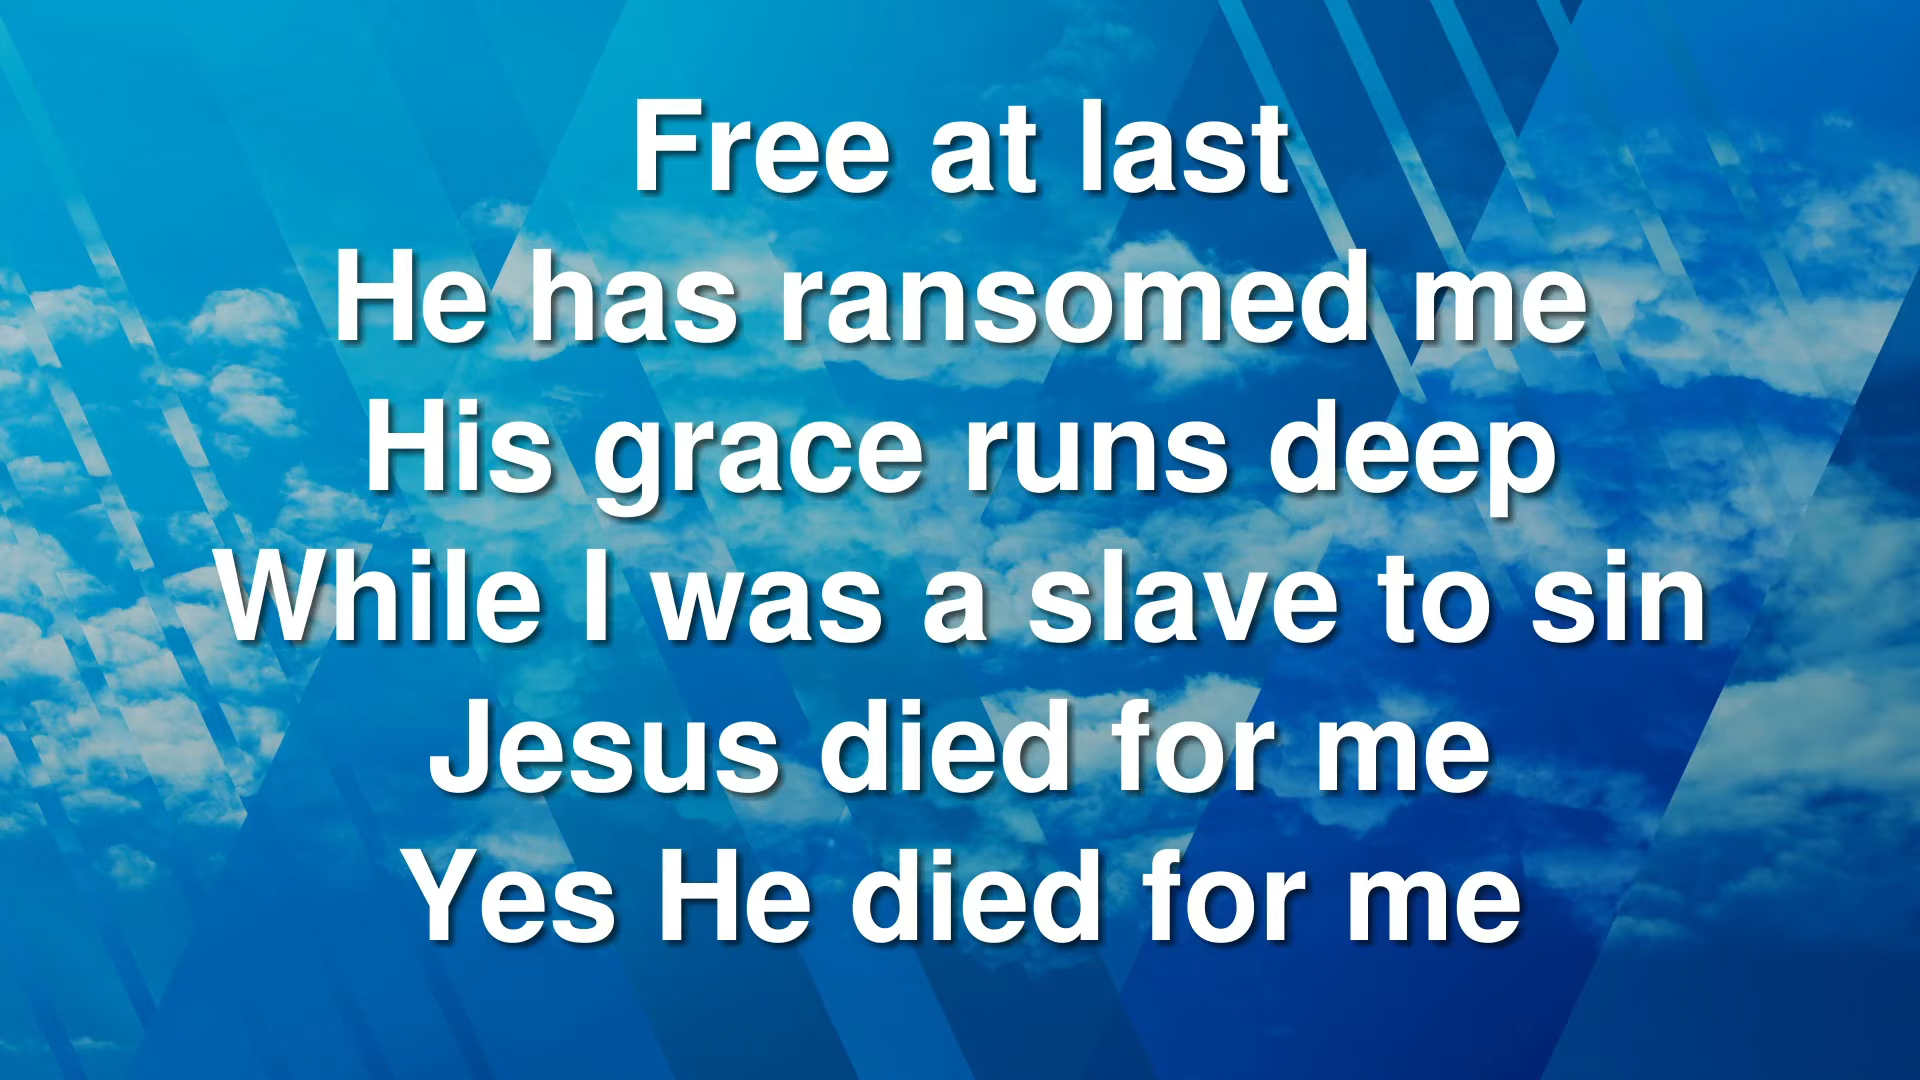 Free at last
He has ransomed me
His grace runs deep
While I was a slave to sin
Jesus died for me
Yes He died for me